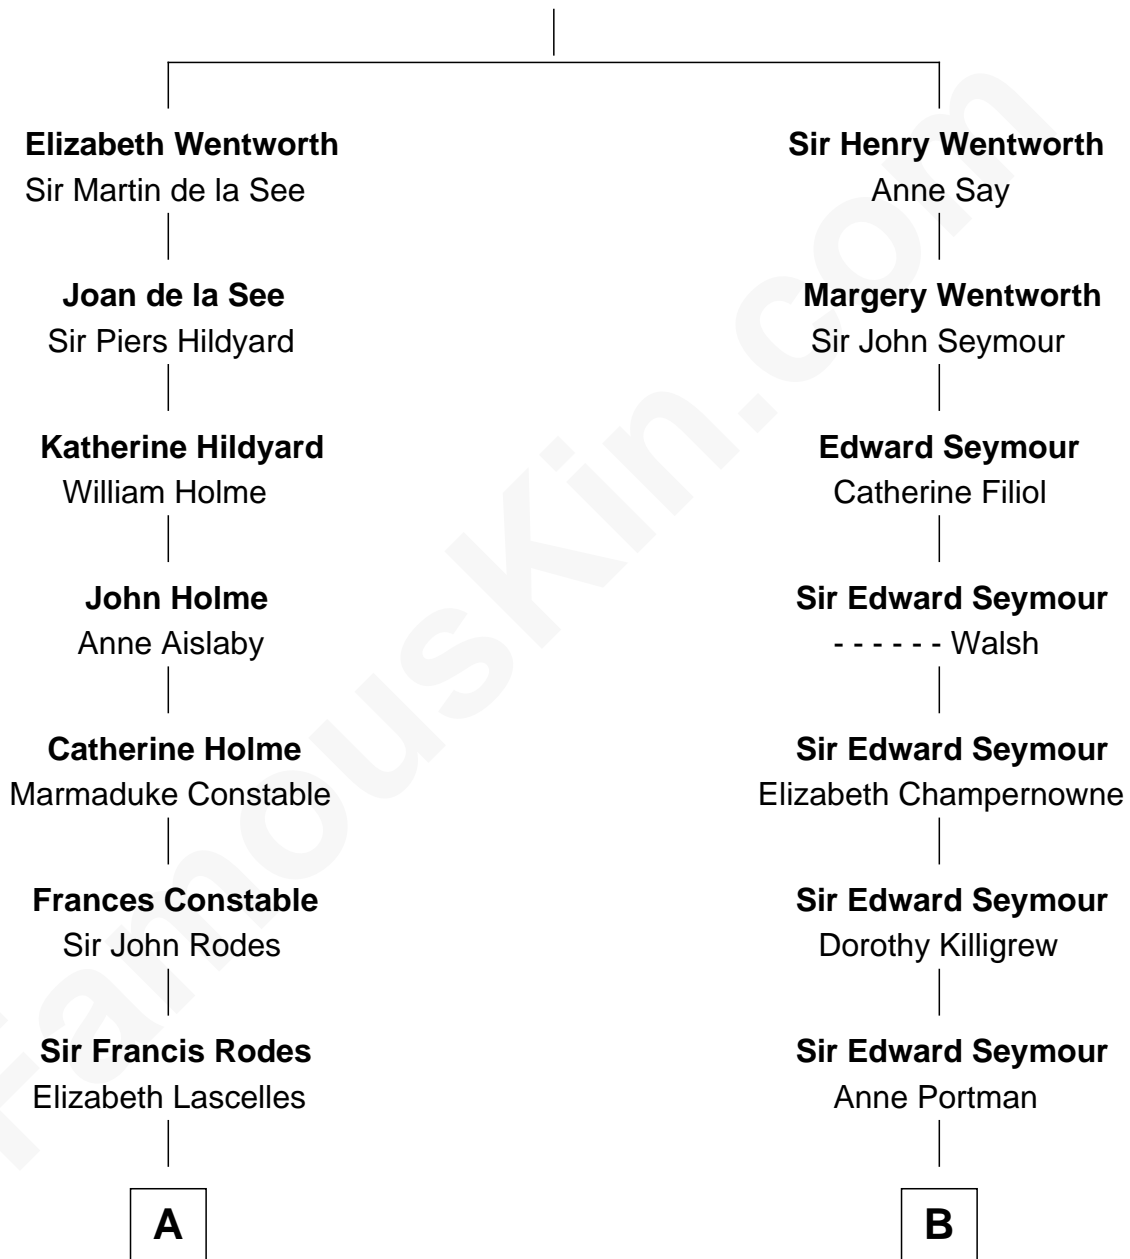 Elizabeth Wentworth
Sir Martin de la See
Sir Henry Wentworth
Anne Say
Joan de la See
Sir Piers Hildyard
Margery Wentworth
Sir John Seymour
Katherine Hildyard
William Holme
Edward Seymour
Catherine Filiol
John Holme
Anne Aislaby
Sir Edward Seymour
- - - - - - Walsh
Catherine Holme
Marmaduke Constable
Sir Edward Seymour
Elizabeth Champernowne
Frances Constable
Sir John Rodes
Sir Edward Seymour
Dorothy Killigrew
Sir Francis Rodes
Elizabeth Lascelles
Sir Edward Seymour
Anne Portman
A
B
FamousKin.com